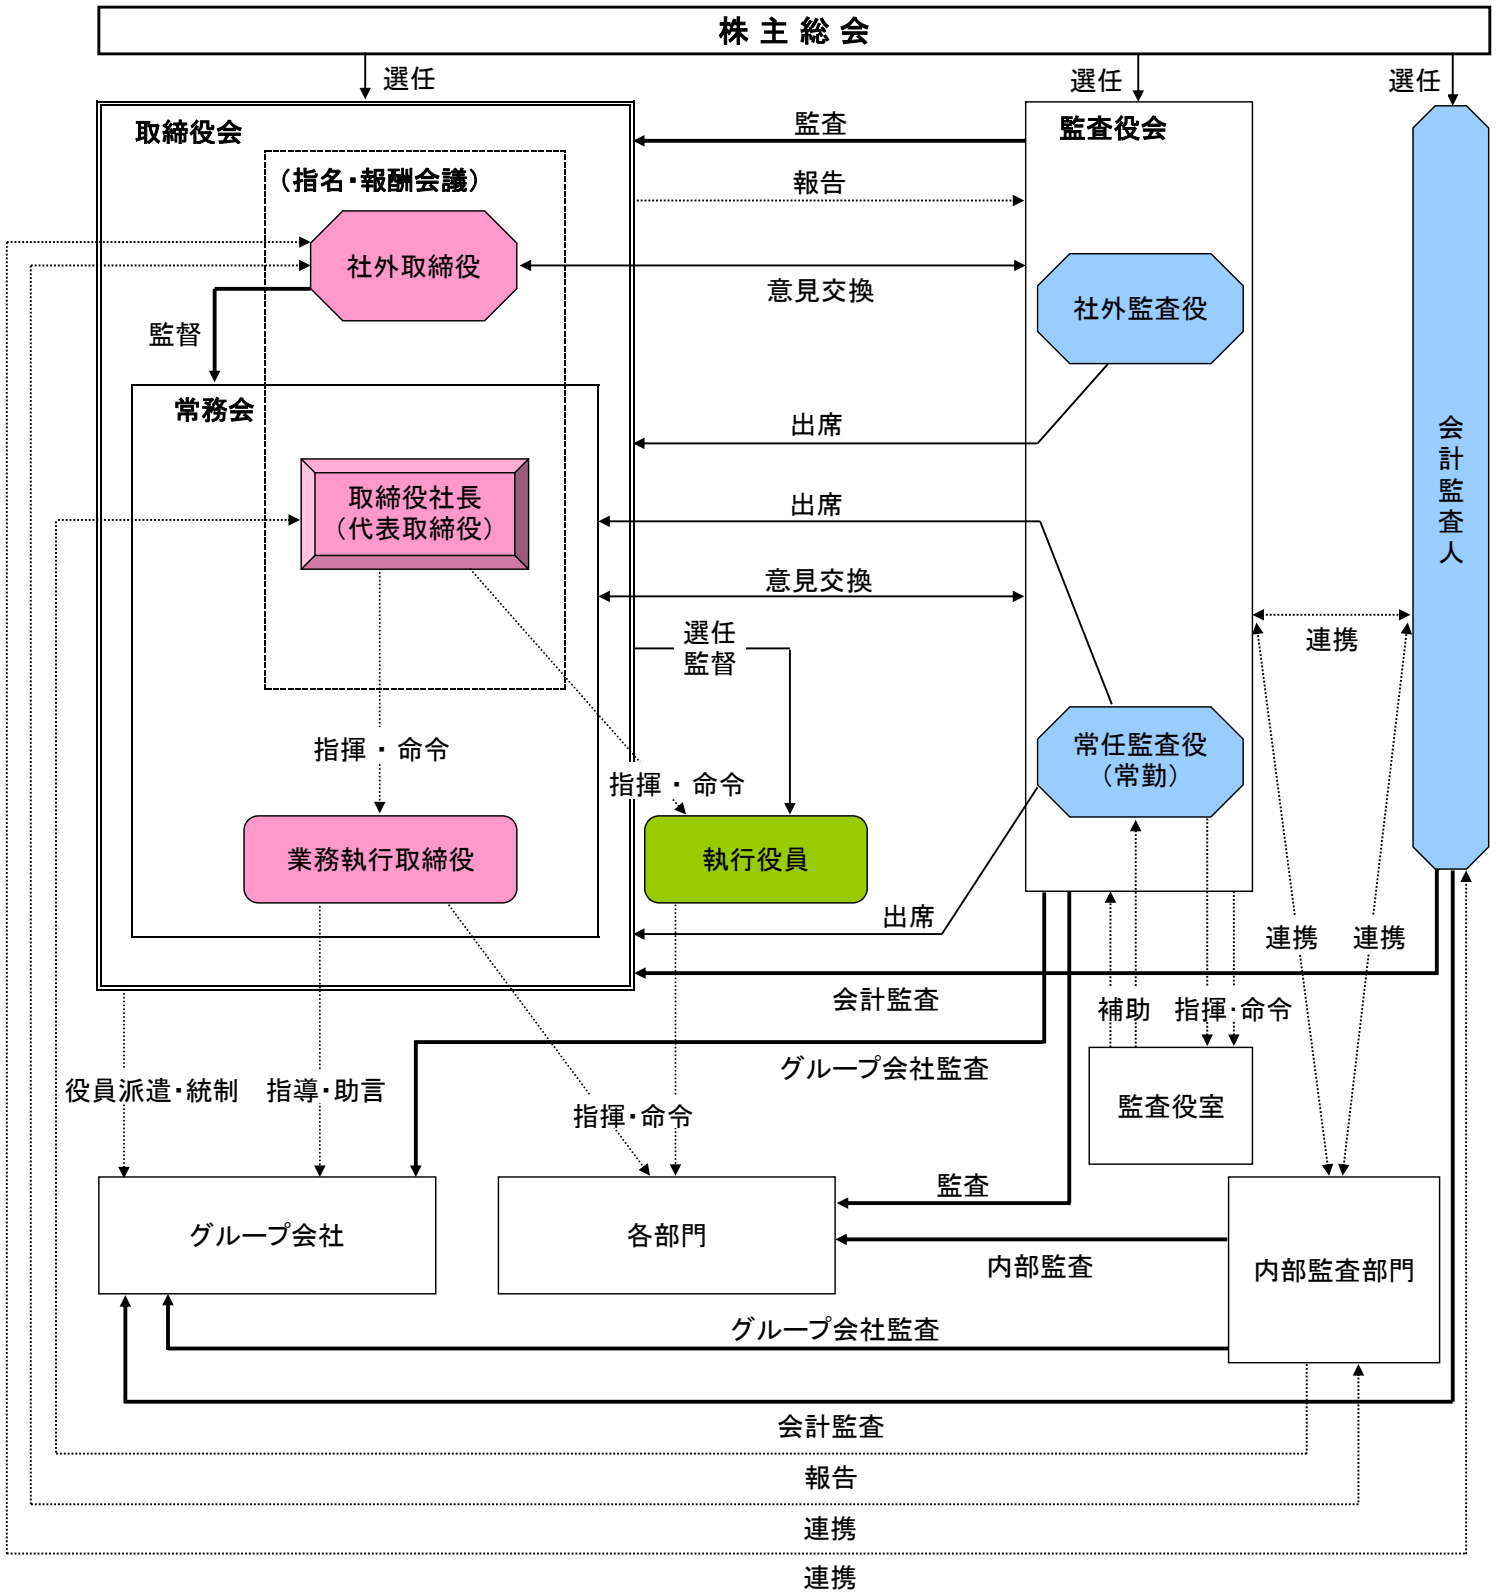 株主総会
選任
選任
選任
取締役会
監査
監査役会
（指名・報酬会議）
報告
社外取締役
意見交換
社外監査役
監督
常務会
出席
会計監査人
取締役社長
（代表取締役）
出席
意見交換
選任
監督
連携
指揮・命令
指揮・命令
常任監査役
（常勤）
業務執行取締役
執行役員
出席
連携
連携
会計監査
補助
指揮・命令
グループ会社監査
役員派遣・統制
指導・助言
指揮・命令
監査役室
監査
グループ会社
各部門
内部監査
内部監査部門
グループ会社監査
会計監査
報告
連携
連携